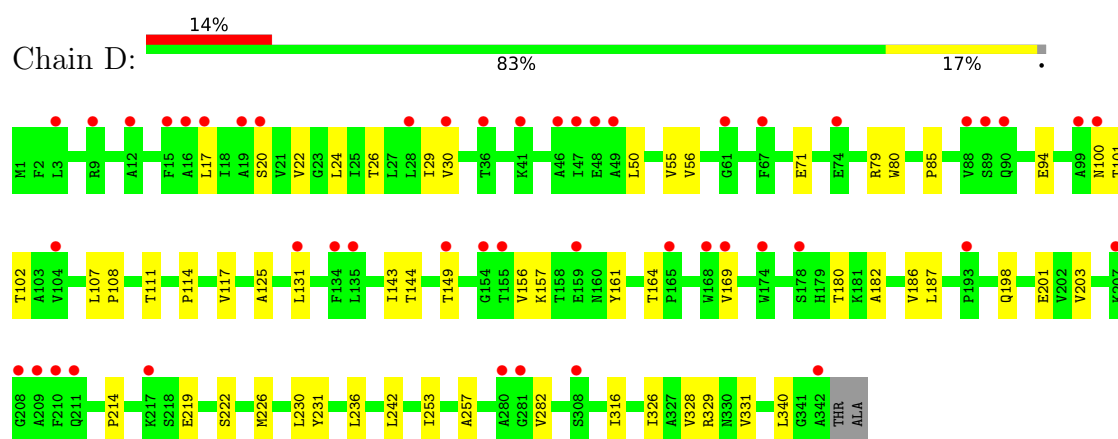 14%
Chain D:
83% 17% •
M1 F2 L3 R9 A12 F15 A16 L17 I18 A19 S20 V21 V22 G23 L24 I25 T26 L27 L28 I29 V30 T36 K41 A46 I47 E48 A49 L50 V55 V56 G61 F67 E71 E74 R79 W80 P85 V88 S89 Q90 E94 A99 N100 T101
T102 A103 V104 L107 P108 T111 P114 V117 A125 L131 F134 L135 I143 T144 T149 G154 T155 V156 K157 T158 E159 N160 Y161 T164 P165 W168 V169 W174 S178 H179 T180 K181 A182 V186 L187 P193 Q198 E201 V202 V203 K207
G208 A209 F210 Q211 P214 K217 S218 E219 S222 M226 L230 Y231 L236 L242 I253 A257 A280 G281 V282 S308 I316 I326 A327 V328 R329 N330 V331 L340 G341 A342 THR ALA